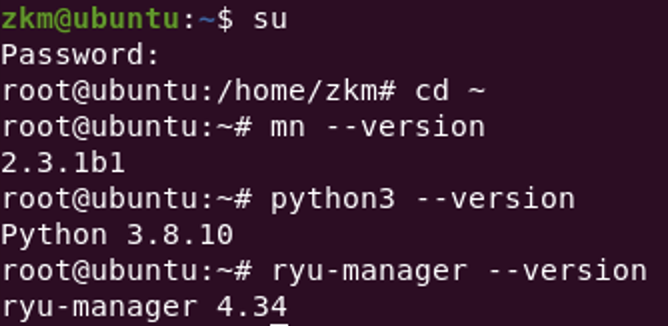 zkm@ubuntu:~$ su
Password:
root@ubuntu:/home/zkm# cd ~
root@ubuntu:~# mn --version
2.3.1b1
root@ubuntu:~# python3 --version
Python 3.8.10
root@ubuntu:~# ryu-manager --version
ryu-manager 4.34